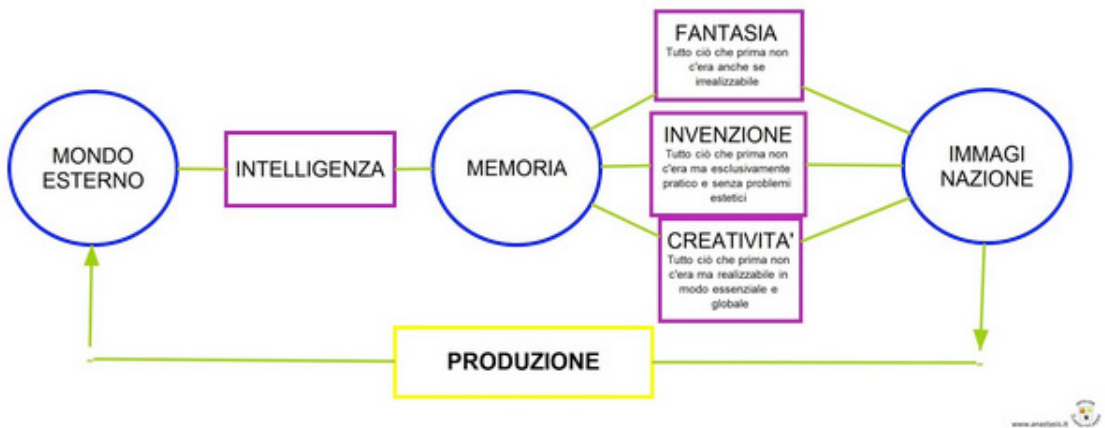 MONDO
ESTERNO
INTELLIGENZA
MEMORIA
FANTASIA
Tutto ciò che prima non
c'era anche se
irrealizzabile
INVENZIONE
Tutto ciò che prima non
c'era ma esclusivamente
pratico e senza problemi
estetici
CREATIVITA'
Tutto ciò che prima non
c'era ma realizzabile in
modo essenziale e
globale
IMMAGI
NAZIONE
PRODUZIONE
www.anastasis.it